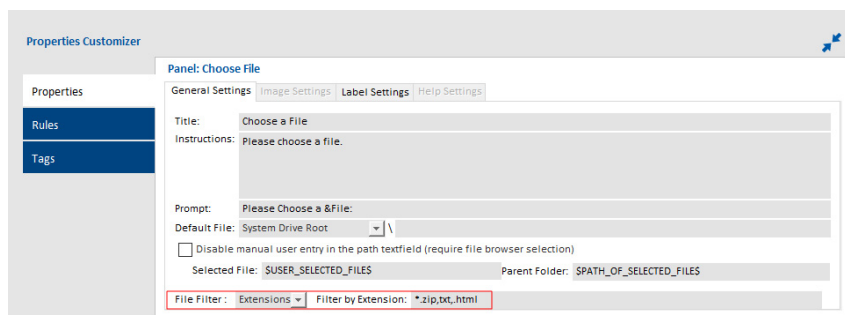 Properties Customizer
Panel: Choose File
Properties
Rules
Tags
General Settings Image Settings Label Settings Help Settings
Title: Choose a File
Instructions: Please choose a file.
Prompt: Please Choose a &File:
Default File: System Drive Root \
Disable manual user entry in the path textfield (require file browser selection)
Selected File: $USER_SELECTED_FILE$ Parent Folder: $PATH_OF_SELECTED_FILE$
File Filter : Extensions Filter by Extension: *.zip,txt,.html